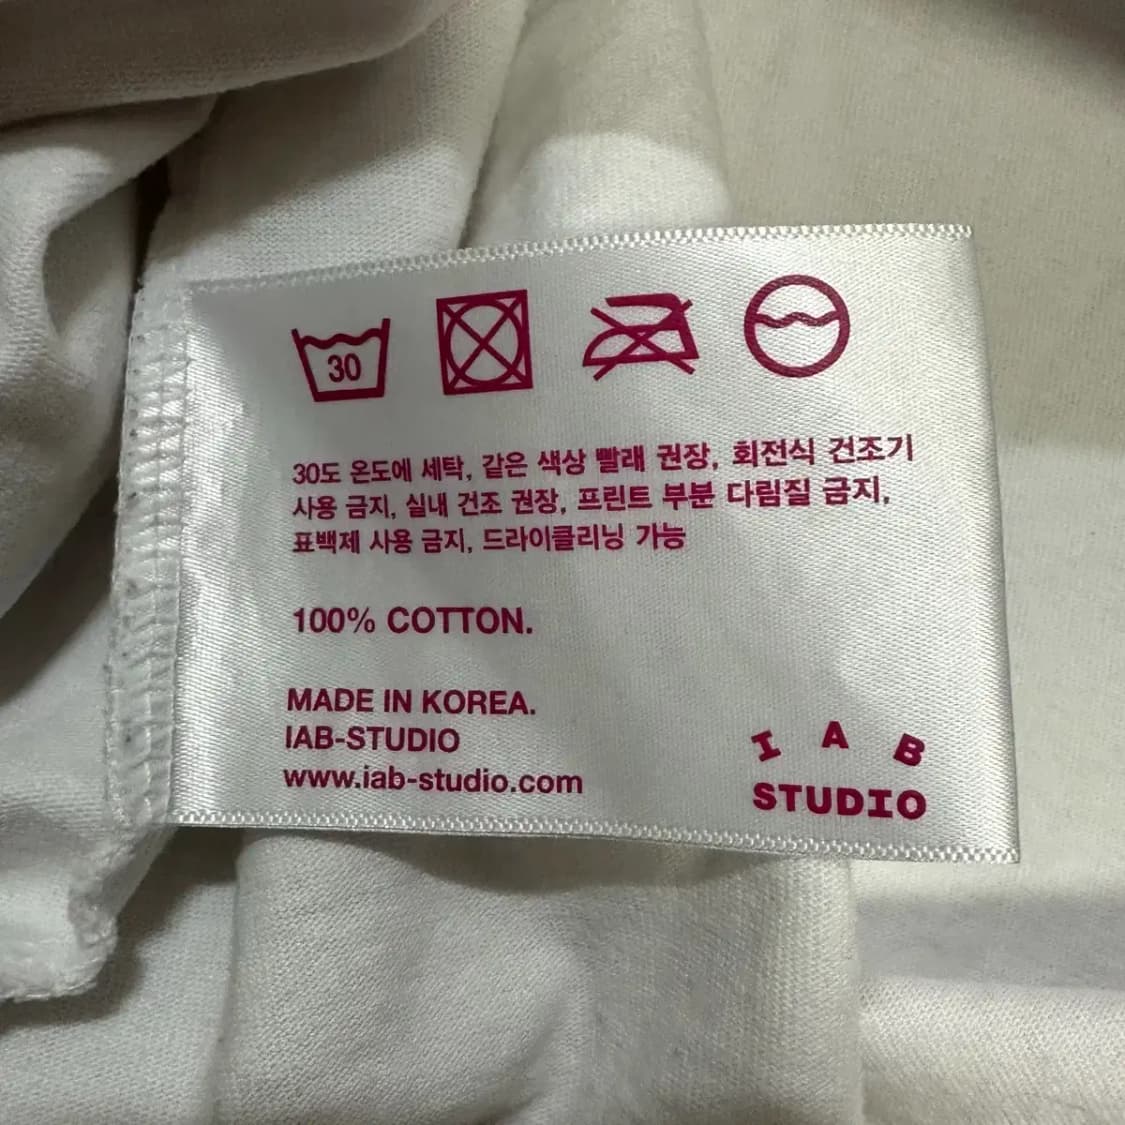 30
30도 온도에 세탁, 같은 색상 빨래 권장, 회전식 건조기
사용 금지, 실내 건조 권장, 프린트 부분 다림질 금지,
표백제 사용 금지, 드라이클리닝 가능
100% COTTON.
MADE IN KOREA.
IAB-STUDIO
www.iab-studio.com
I A B
STUDIO